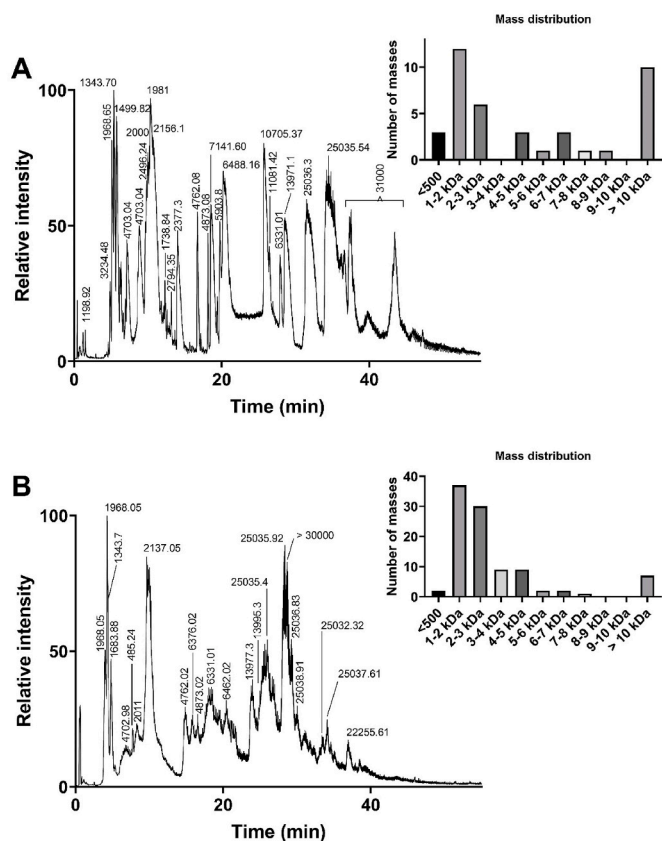 A
Relative intensity
100
50
0
0
20
40
Time (min)
1198.92
3234.48
1968.65
1343.70
1499.82
4703.04
4703.04
2000
2496.24
1981
2156.1
1738.84
2794.35
2377.3
4762.08
4873.08
7141.60
5903.8
6488.16
10705.37
11081.42
6331.01
13971.1
25036.3
25035.54
31000
Mass distribution
Number of masses
10
5
0
<500
1-2 kDa
2-3 kDa
3-4 kDa
4-5 kDa
5-6 kDa
6-7 kDa
7-8 kDa
8-9 kDa
9-10 kDa
> 10 kDa
B
Relative intensity
100
50
0
0
20
40
Time (min)
1998.05
1968.05
1343.7
1683.88
4702.98
485.24
2011
2137.05
4762.02
6376.02
4873.02
6331.01
6462.02
13977.3
13995.3
25035.4
25035.92
> 30000
25036.83
25038.91
25032.32
25037.61
22255.61
Mass distribution
Number of masses
40
30
20
10
0
<500
1-2 kDa
2-3 kDa
3-4 kDa
4-5 kDa
5-6 kDa
6-7 kDa
7-8 kDa
8-9 kDa
9-10 kDa
> 10 kDa